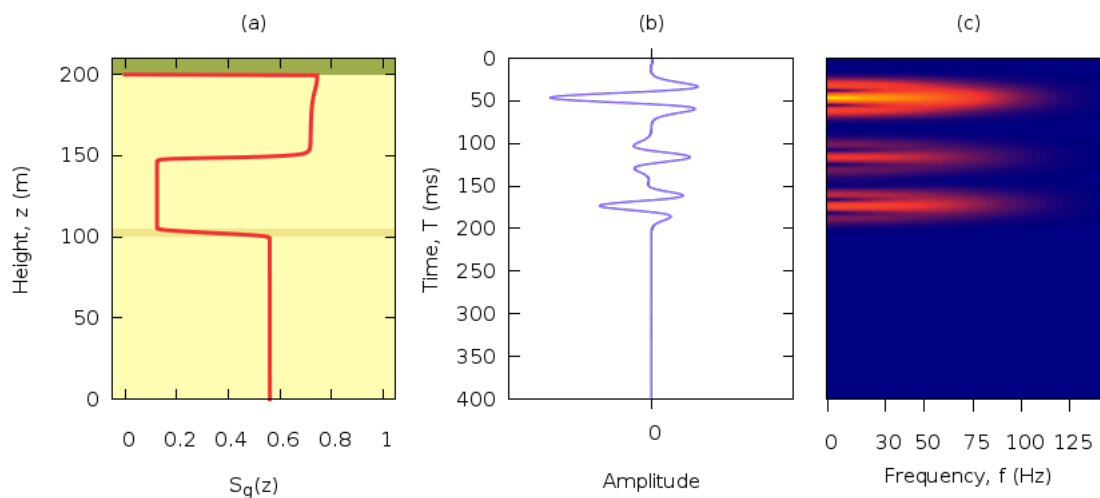 (a)
(b)
(c)
Height, z (m)
200
150
100
50
0
0 0.2 0.4 0.6 0.8 1
S_g(z)
Time, T (ms)
0
50
100
150
200
250
300
350
400
0
Amplitude
0 30 50 75 100 125
Frequency, f (Hz)